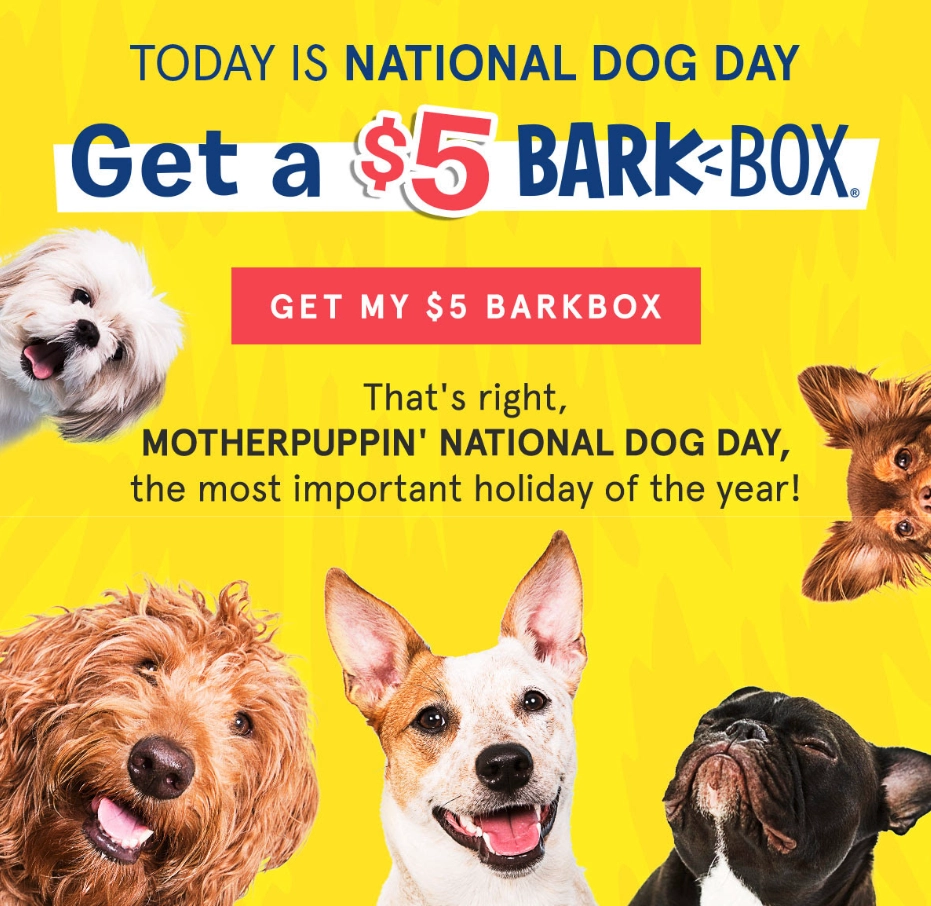 TODAY IS NATIONAL DOG DAY
Get a $5 BARK BOX®
GET MY $5 BARKBOX
That's right,
MOTHERPUPPIN' NATIONAL DOG DAY,
the most important holiday of the year!